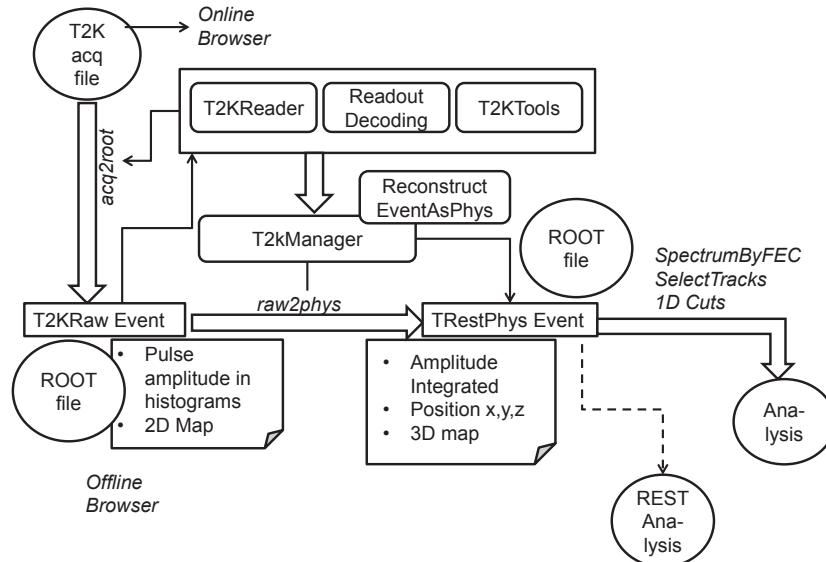 T2K
acq
file
Online
Browser
T2KReader
Readout
Decoding
T2KTools
acq2root
Reconstruct
EventAsPhys
T2kManager
ROOT
file
SpectrumByFEC
SelectTracks
1D Cuts
raw2phys
T2KRaw Event
TRestPhys Event
ROOT
file
• Pulse
amplitude in
histograms
• 2D Map
• Amplitude
Integrated
• Position x,y,z
• 3D map
Ana-
lysis
Offline
Browser
REST
Ana-
lysis